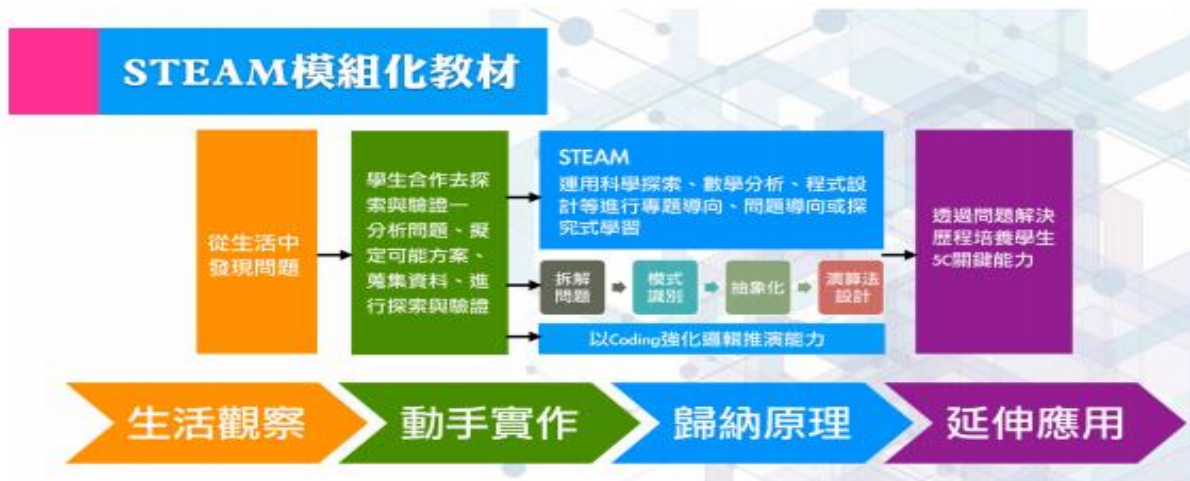 STEAM模組化教材
從生活中
發現問題
學生合作去探
索與驗證—
分析問題、擬
定可能方案、
蒐集資料、進
行探索與驗證
STEAM
運用科學探索、數學分析、程式設
計等進行專題導向、問題導向或探
究式學習
拆解
問題
模式
識別
抽象化
演算法
設計
以Coding強化邏輯推演能力
透過問題解決
歷程培養學生
5C關鍵能力
生活觀察
動手實作
歸納原理
延伸應用